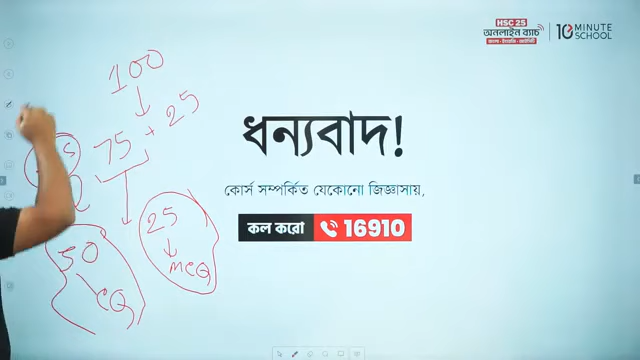 HSC 25
অনলাইন ব্যাচ
বাংলা · ইংরেজি · আইসিটি
10 MINUTE
SCHOOL
100
75 + 25
ধন্যবাদ!
কোর্স সম্পর্কিত যেকোনো জিজ্ঞাসায়,
কল করো 16910
25
MCQ
50
CQ